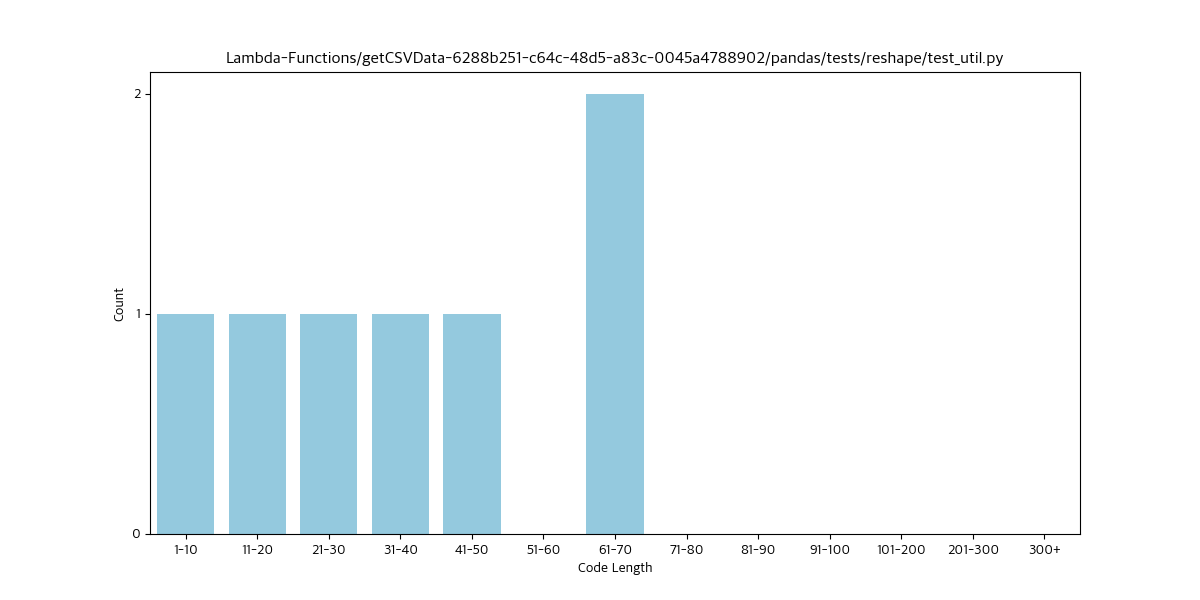 Lambda-Functions/getCSVData-6288b251-c64c-48d5-a83c-0045a4788902/pandas/tests/reshape/test_util.py
2
1
0
Count
1-10 11-20 21-30 31-40 41-50 51-60 61-70 71-80 81-90 91-100 101-200 201-300 300+
Code Length